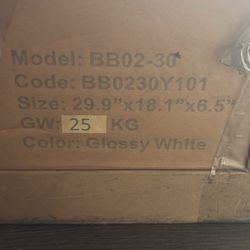 Model: BB02-30
Code: BB0230Y101
Size: 29.9"x18.1"x6.5"
GW: 25 KG
Color: Glossy White